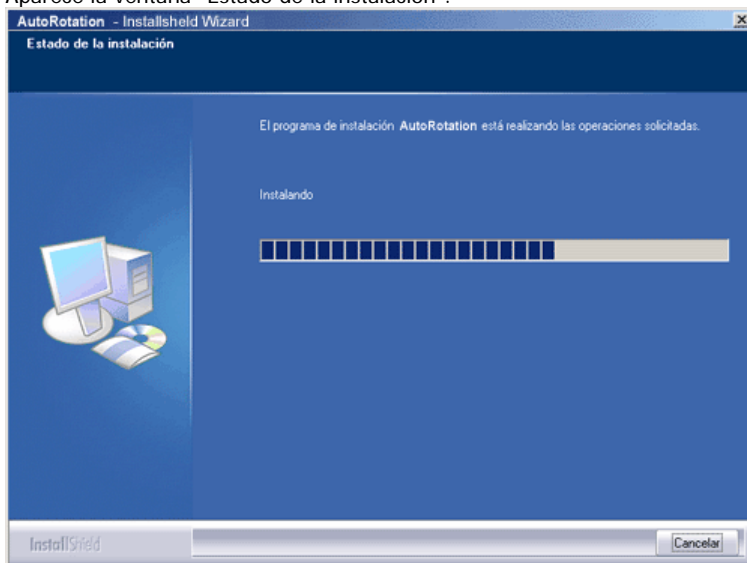 Aparece la ventana "Estado de la instalación".
AutoRotation - Installsheld Wizard
Estado de la instalación
El programa de instalación AutoRotation está realizando las operaciones solicitadas.
Instalando
InstallShield
Cancelar